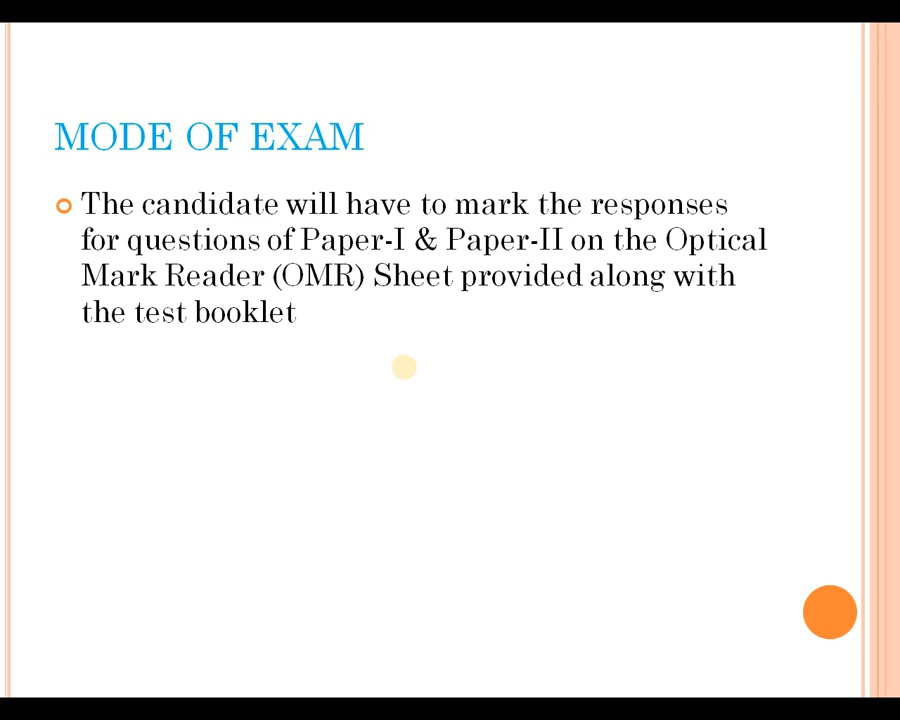 MODE OF EXAM
The candidate will have to mark the responses
for questions of Paper-I & Paper-II on the Optical
Mark Reader (OMR) Sheet provided along with
the test booklet